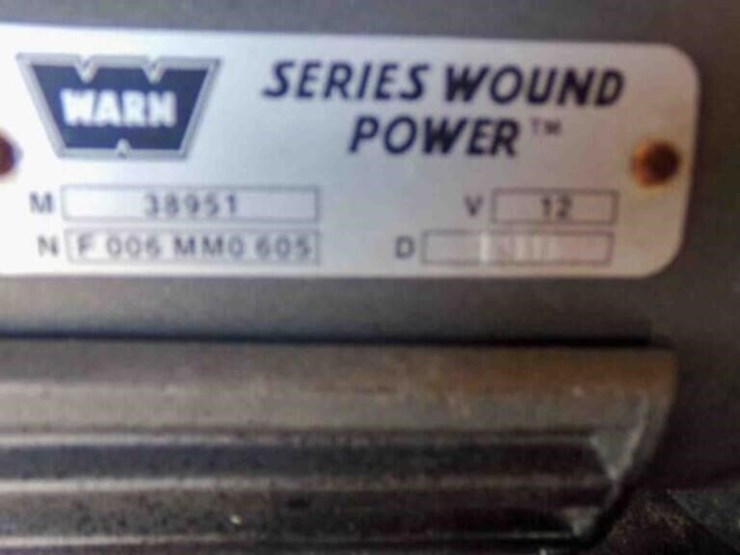 WARN
SERIES WOUND
POWER™
M 38951
V 12
N F 006 MM0 605
D